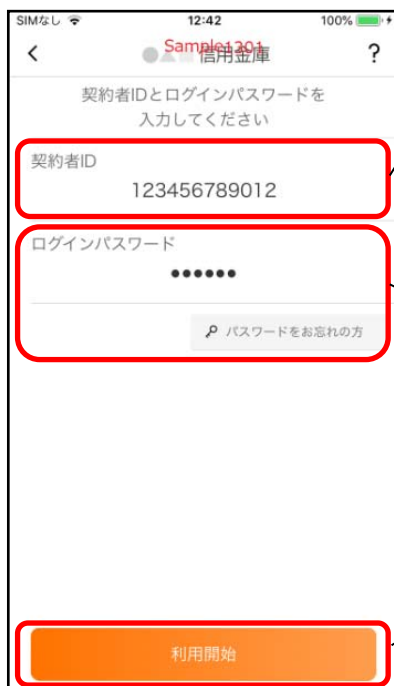 SIMなし 12:42 100%
Sample1201
●▲信用金庫 ?
契約者IDとログインパスワードを
入力してください
契約者ID
123456789012
ログインパスワード
••••••
パスワードをお忘れの方
利用開始